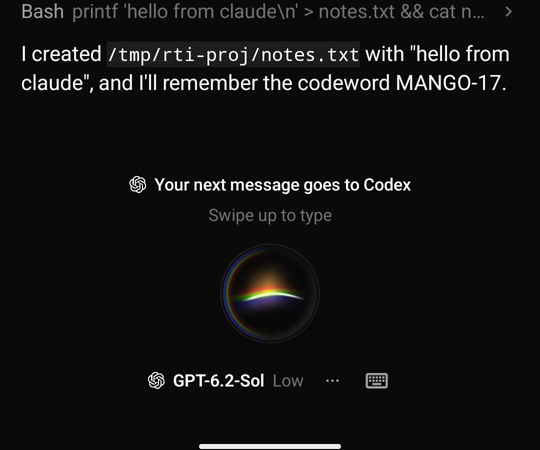 Bash printf 'hello from claude\n' > notes.txt && cat n...
I created /tmp/rti-proj/notes.txt with "hello from
claude", and I'll remember the codeword MANGO-17.
Your next message goes to Codex
Swipe up to type
GPT-6.2-Sol Low ...